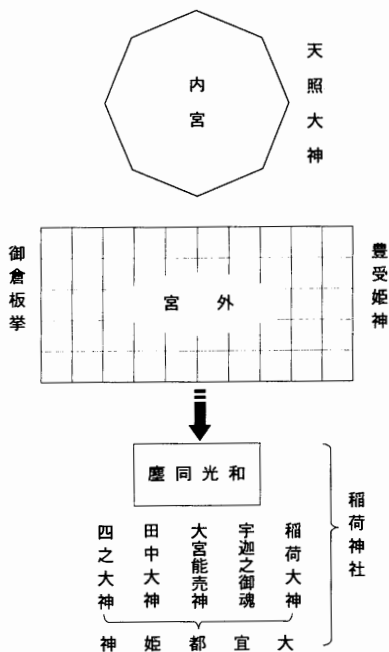 天照大神
内宮
豊受姫神
外宮
御倉板挙
和光同塵
稲荷神社
稲荷大神
宇迦之御魂
大宮能売神
田中大神
四之大神
大宜都姫神